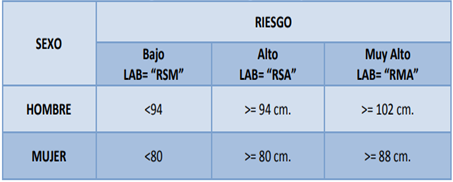 SEXO
RIESGO
Bajo
LAB= “RSM”
Alto
LAB= “RSA”
Muy Alto
LAB= “RMA”
HOMBRE
<94
>= 94 cm.
>= 102 cm.
MUJER
<80
>= 80 cm.
>= 88 cm.